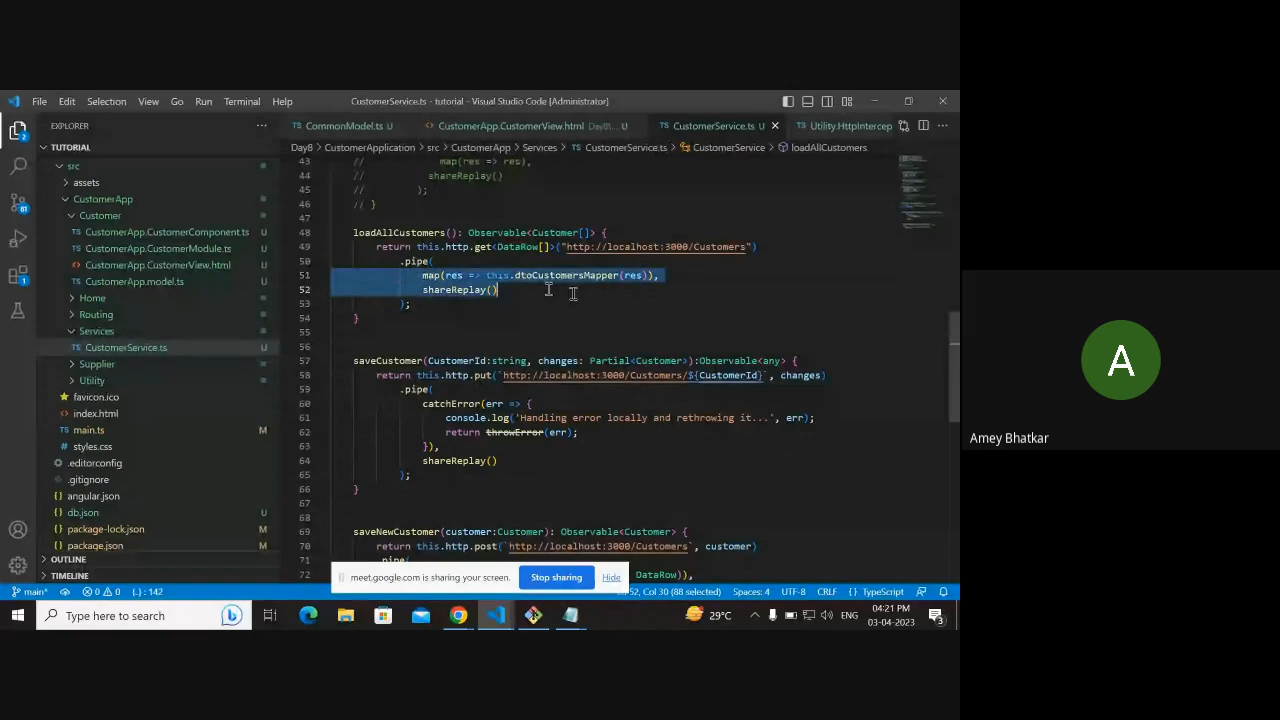 File Edit Selection View Go Run Terminal Help CustomerService.ts - tutorial - Visual Studio Code [Administrator]
EXPLORER
TUTORIAL
src
assets
CustomerApp
Customer
CustomerApp.CustomerComponent.ts U
CustomerApp.CustomerModule.ts U
CustomerApp.CustomerView.html U
CustomerApp.model.ts U
Home
Routing
Services
CustomerService.ts U
Supplier
Utility
favicon.ico
index.html
main.ts M
styles.css
.editorconfig
.gitignore
angular.json
db.json U
package-lock.json M
package.json M
OUTLINE
TIMELINE
2
61
CommonModel.ts U CustomerApp.CustomerView.html U CustomerService.ts U Utility.HttpIntercep
Day8 > CustomerApplication > src > CustomerApp > Services > CustomerService.ts > CustomerService > loadAllCustomers
43 // map(res => res),
44 // shareReplay()
45 // );
46 // }
47
48 loadAllCustomers(): Observable<Customer[]> {
49 return this.http.get<DataRow[]>("http://localhost:3000/Customers")
50 .pipe(
51 map(res => this.dtoCustomersMapper(res)),
52 shareReplay()
53 );
54 }
55
56
57 saveCustomer(CustomerId:string, changes: Partial<Customer>):Observable<any> {
58 return this.http.put(`http://localhost:3000/Customers/${CustomerId}`, changes)
59 .pipe(
60 catchError(err => {
61 console.log('Handling error locally and rethrowing it...', err);
62 return throwError(err);
63 }),
64 shareReplay()
65 );
66 }
67
68
69 saveNewCustomer(customer:Customer): Observable<Customer> {
70 return this.http.post(`http://localhost:3000/Customers`, customer)
71 .pipe(
72 DataRow)),
meet.google.com is sharing your screen. Stop sharing Hide
main* 0 0 {..} : 142 52, Col 30 (88 selected) Spaces: 4 UTF-8 CRLF {} TypeScript
Type here to search
29°C
ENG
04:21 PM
03-04-2023
3
A
Amey Bhatkar